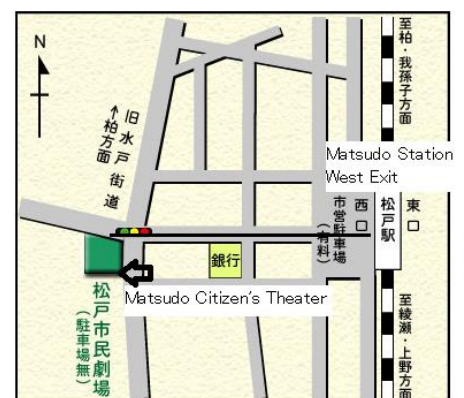 N
至柏・我孫子方面
旧水戸街道
↑柏方面
Matsudo Station
West Exit
市営駐車場
(有料)
西口
松戸駅
東口
銀行
Matsudo Citizen's Theater
松戸市民劇場
(駐車場無)
至綾瀬・上野方面